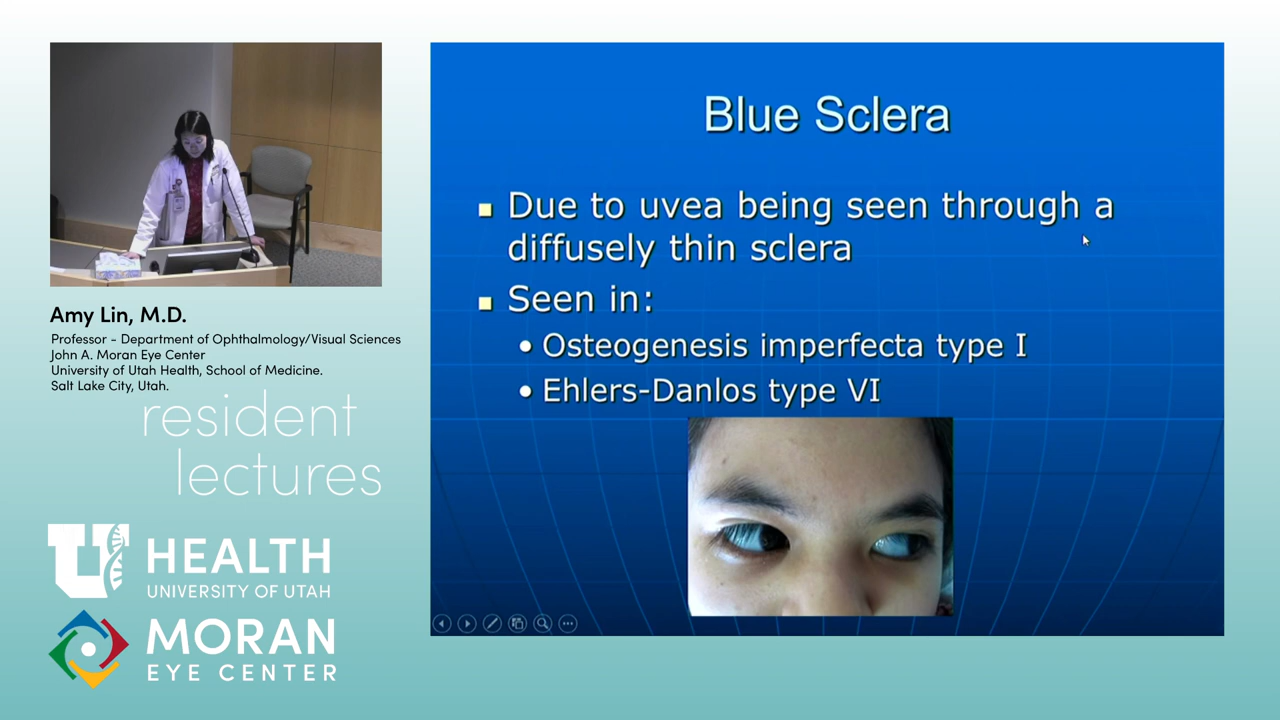 Amy Lin, M.D.
Professor - Department of Ophthalmology/Visual Sciences
John A. Moran Eye Center
University of Utah Health, School of Medicine.
Salt Lake City, Utah.
resident
lectures
U HEALTH
UNIVERSITY OF UTAH
MORAN
EYE CENTER
Blue Sclera
Due to uvea being seen through a
diffusely thin sclera
Seen in:
Osteogenesis imperfecta type I
Ehlers-Danlos type VI